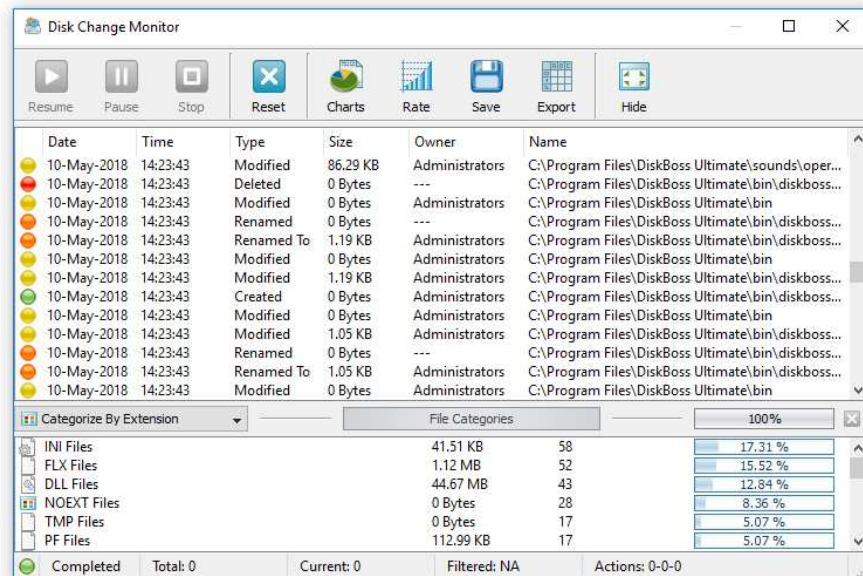 Disk Change Monitor
Resume Pause Stop Reset Charts Rate Save Export Hide
Date Time Type Size Owner Name
10-May-2018 14:23:43 Modified 86.29 KB Administrators C:\Program Files\DiskBoss Ultimate\sounds\oper...
10-May-2018 14:23:43 Deleted 0 Bytes --- C:\Program Files\DiskBoss Ultimate\bin\diskboss...
10-May-2018 14:23:43 Modified 0 Bytes Administrators C:\Program Files\DiskBoss Ultimate\bin
10-May-2018 14:23:43 Renamed 0 Bytes --- C:\Program Files\DiskBoss Ultimate\bin\diskboss...
10-May-2018 14:23:43 Renamed To 1.19 KB Administrators C:\Program Files\DiskBoss Ultimate\bin\diskboss...
10-May-2018 14:23:43 Modified 0 Bytes Administrators C:\Program Files\DiskBoss Ultimate\bin
10-May-2018 14:23:43 Modified 1.19 KB Administrators C:\Program Files\DiskBoss Ultimate\bin\diskboss...
10-May-2018 14:23:43 Created 0 Bytes Administrators C:\Program Files\DiskBoss Ultimate\bin\diskboss...
10-May-2018 14:23:43 Modified 0 Bytes Administrators C:\Program Files\DiskBoss Ultimate\bin
10-May-2018 14:23:43 Modified 1.05 KB Administrators C:\Program Files\DiskBoss Ultimate\bin\diskboss...
10-May-2018 14:23:43 Renamed 0 Bytes --- C:\Program Files\DiskBoss Ultimate\bin\diskboss...
10-May-2018 14:23:43 Renamed To 1.05 KB Administrators C:\Program Files\DiskBoss Ultimate\bin\diskboss...
10-May-2018 14:23:43 Modified 0 Bytes Administrators C:\Program Files\DiskBoss Ultimate\bin
Categorize By Extension File Categories 100%
INI Files 41.51 KB 58 17.31 %
FLX Files 1.12 MB 52 15.52 %
DLL Files 44.67 MB 43 12.84 %
NOEXT Files 0 Bytes 28 8.36 %
TMP Files 0 Bytes 17 5.07 %
PF Files 112.99 KB 17 5.07 %
Completed Total: 0 Current: 0 Filtered: NA Actions: 0-0-0